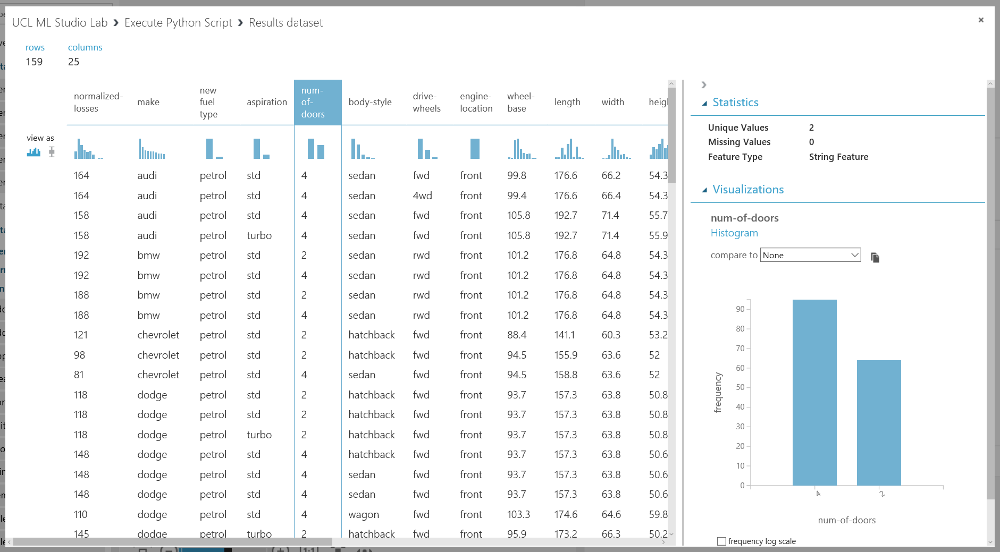 UCL ML Studio Lab › Execute Python Script › Results dataset
rows columns
159 25
normalized-losses make new fuel type aspiration num-of-doors body-style drive-wheels engine-location wheel-base length width
view as
164 audi petrol std 4 sedan fwd front 99.8 176.6 66.2 54.3
164 audi petrol std 4 sedan 4wd front 99.4 176.6 66.4 54.3
158 audi petrol std 4 sedan fwd front 105.8 192.7 71.4 55.7
158 audi petrol turbo 4 sedan fwd front 105.8 192.7 71.4 55.9
192 bmw petrol std 2 sedan rwd front 101.2 176.8 64.8 54.3
192 bmw petrol std 4 sedan rwd front 101.2 176.8 64.8 54.3
188 bmw petrol std 2 sedan rwd front 101.2 176.8 64.8 54.3
188 bmw petrol std 4 sedan rwd front 101.2 176.8 64.8 54.3
121 chevrolet petrol std 2 hatchback fwd front 88.4 141.1 60.3 53.2
98 chevrolet petrol std 2 hatchback fwd front 94.5 155.9 63.6 52
81 chevrolet petrol std 4 sedan fwd front 94.5 158.8 63.6 52
118 dodge petrol std 2 hatchback fwd front 93.7 157.3 63.8 50.8
118 dodge petrol std 2 hatchback fwd front 93.7 157.3 63.8 50.8
118 dodge petrol turbo 2 hatchback fwd front 93.7 157.3 63.8 50.8
148 dodge petrol std 4 hatchback fwd front 93.7 157.3 63.8 50.6
148 dodge petrol std 4 sedan fwd front 93.7 157.3 63.8 50.6
148 dodge petrol std 4 sedan fwd front 93.7 157.3 63.8 50.6
110 dodge petrol std 4 wagon fwd front 103.3 174.6 64.6 59.8
145 dodge petrol turbo 2 hatchback fwd front 95.9 173.2 66.3 50.2
Statistics
Unique Values 2
Missing Values 0
Feature Type String Feature
Visualizations
num-of-doors
Histogram
compare to None
90
80
70
60
50
40
30
20
10
0
frequency
4 2
num-of-doors
frequency log scale